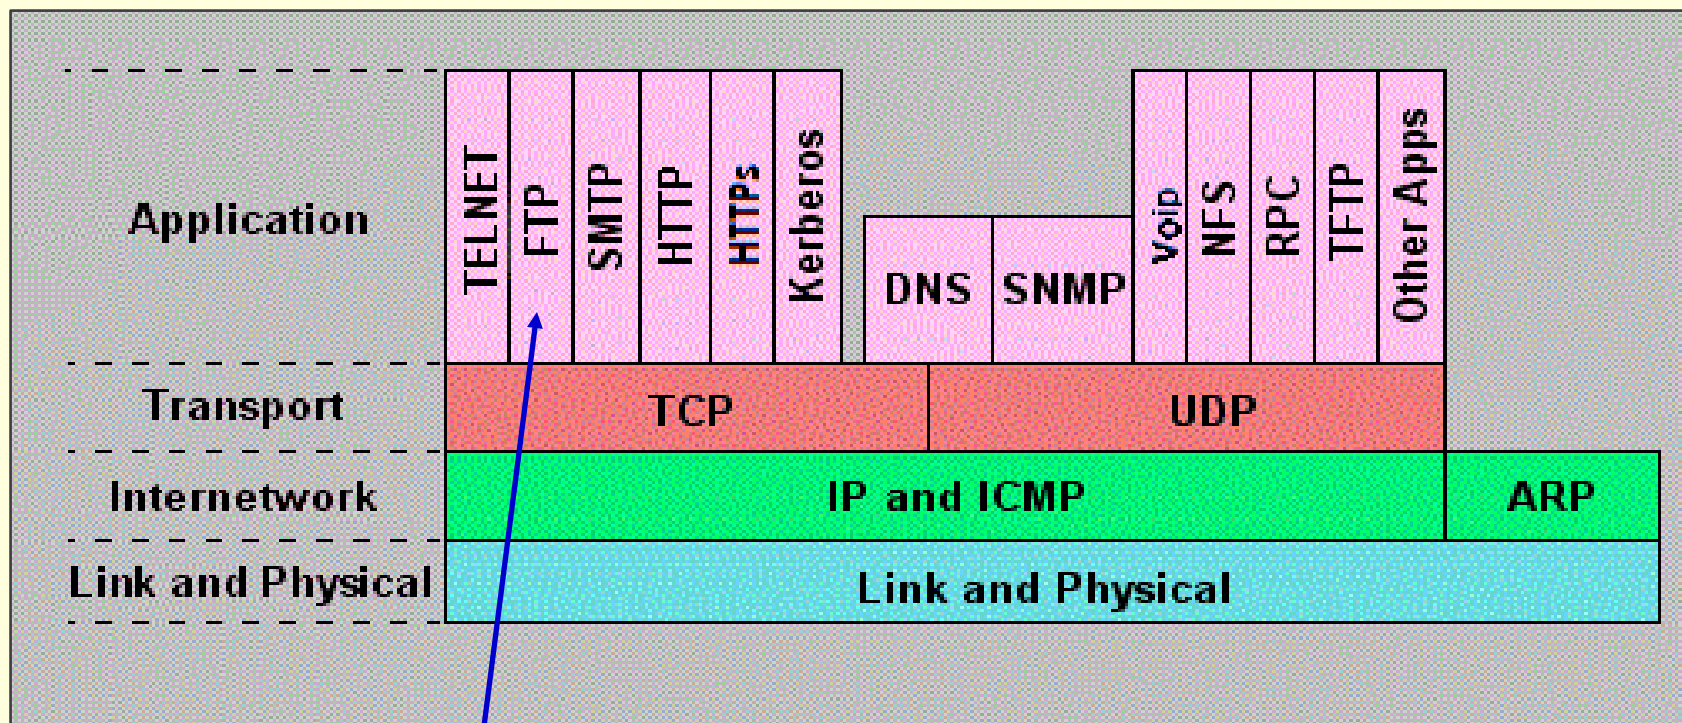 Application
TELNET
FTP
SMTP
HTTP
HTTPs
Kerberos
DNS
SNMP
Voip
NFS
RPC
TFTP
Other Apps
Transport
TCP
UDP
Internetwork
IP and ICMP
ARP
Link and Physical
Link and Physical